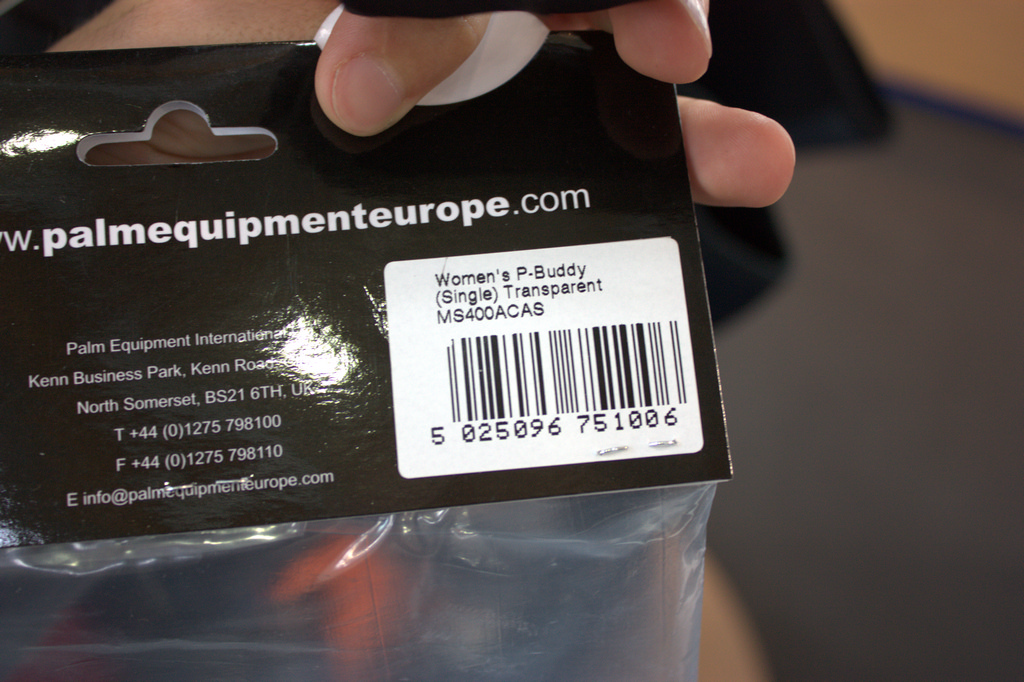 w.palmequipmenteurope.com
Women's P-Buddy
(Single) Transparent
MS400ACAS
5 025096 751006
Palm Equipment International
Kenn Business Park, Kenn Road
North Somerset, BS21 6TH, UK
T +44 (0)1275 798100
F +44 (0)1275 798110
E info@palmequipmenteurope.com